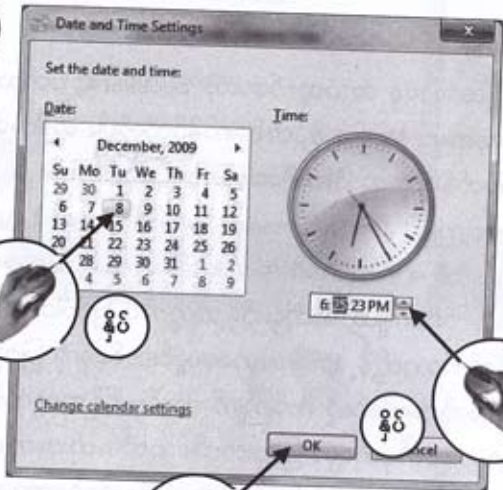 Date and Time Settings
Set the date and time:
Date:
Time:
December, 2009
Su Mo Tu We Th Fr Sa
29 30 1 2 3 4 5
6 7 8 9 10 11 12
13 14 15 16 17 18 19
20 21 22 23 24 25 26
28 29 30 31 1 2
4 5 6 7 8 9
PM
Change calendar settings
OK